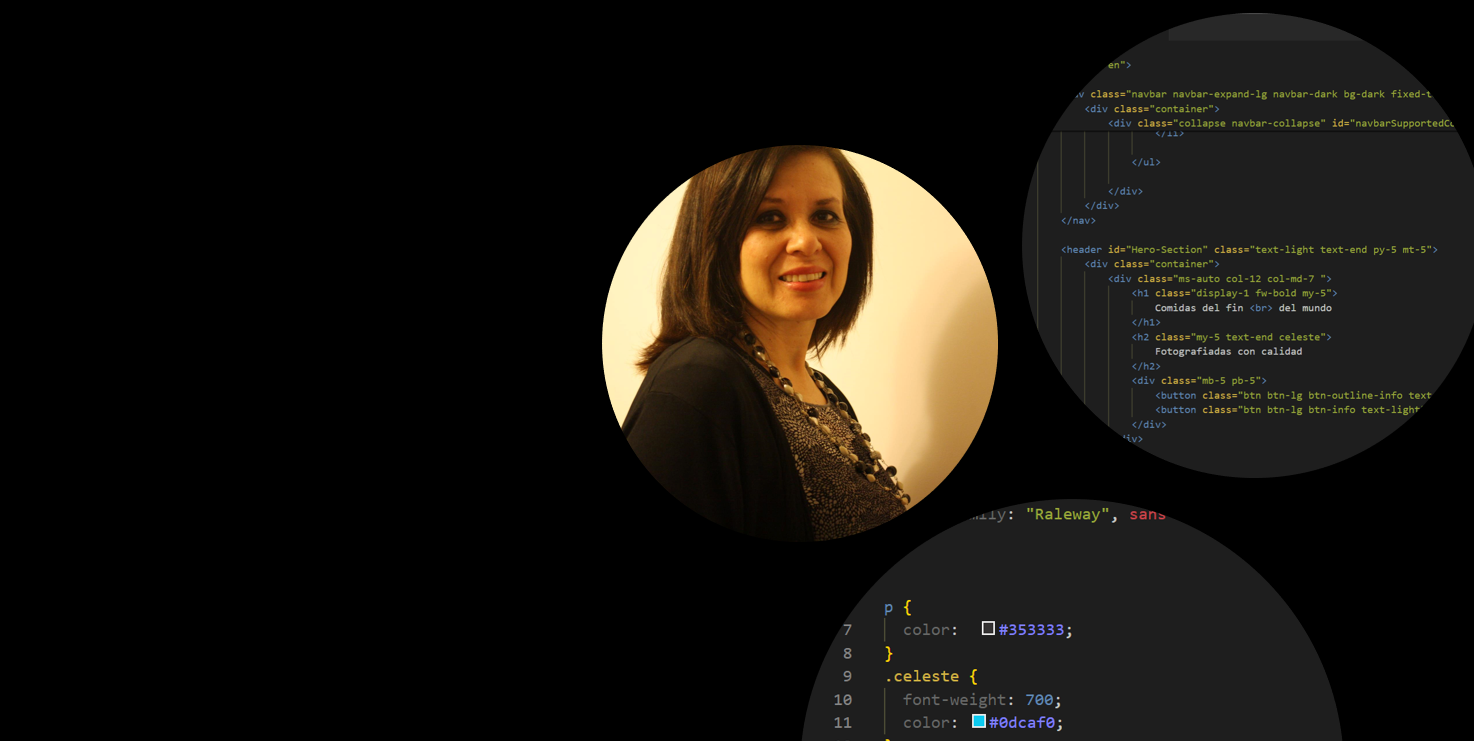 en">
class="navbar navbar-expand-lg navbar-dark bg-dark fixed-t
<div class="container">
<div class="collapse navbar-collapse" id="navbarSupportedCo
</li>
</ul>
</div>
</div>
</nav>
<header id="Hero-Section" class="text-light text-end py-5 mt-5">
<div class="container">
<div class="ms-auto col-12 col-md-7 ">
<h1 class="display-1 fw-bold my-5">
Comidas del fin <br> del mundo
</h1>
<h2 class="my-5 text-end celeste">
Fotografiadas con calidad
</h2>
<div class="mb-5 pb-5">
<button class="btn btn-lg btn-outline-info text
<button class="btn btn-lg btn-info text-light
</div>
div>
mily: "Raleway", sans
p {
7 color: #353333;
8 }
9 .celeste {
10 font-weight: 700;
11 color: #0dcaf0;